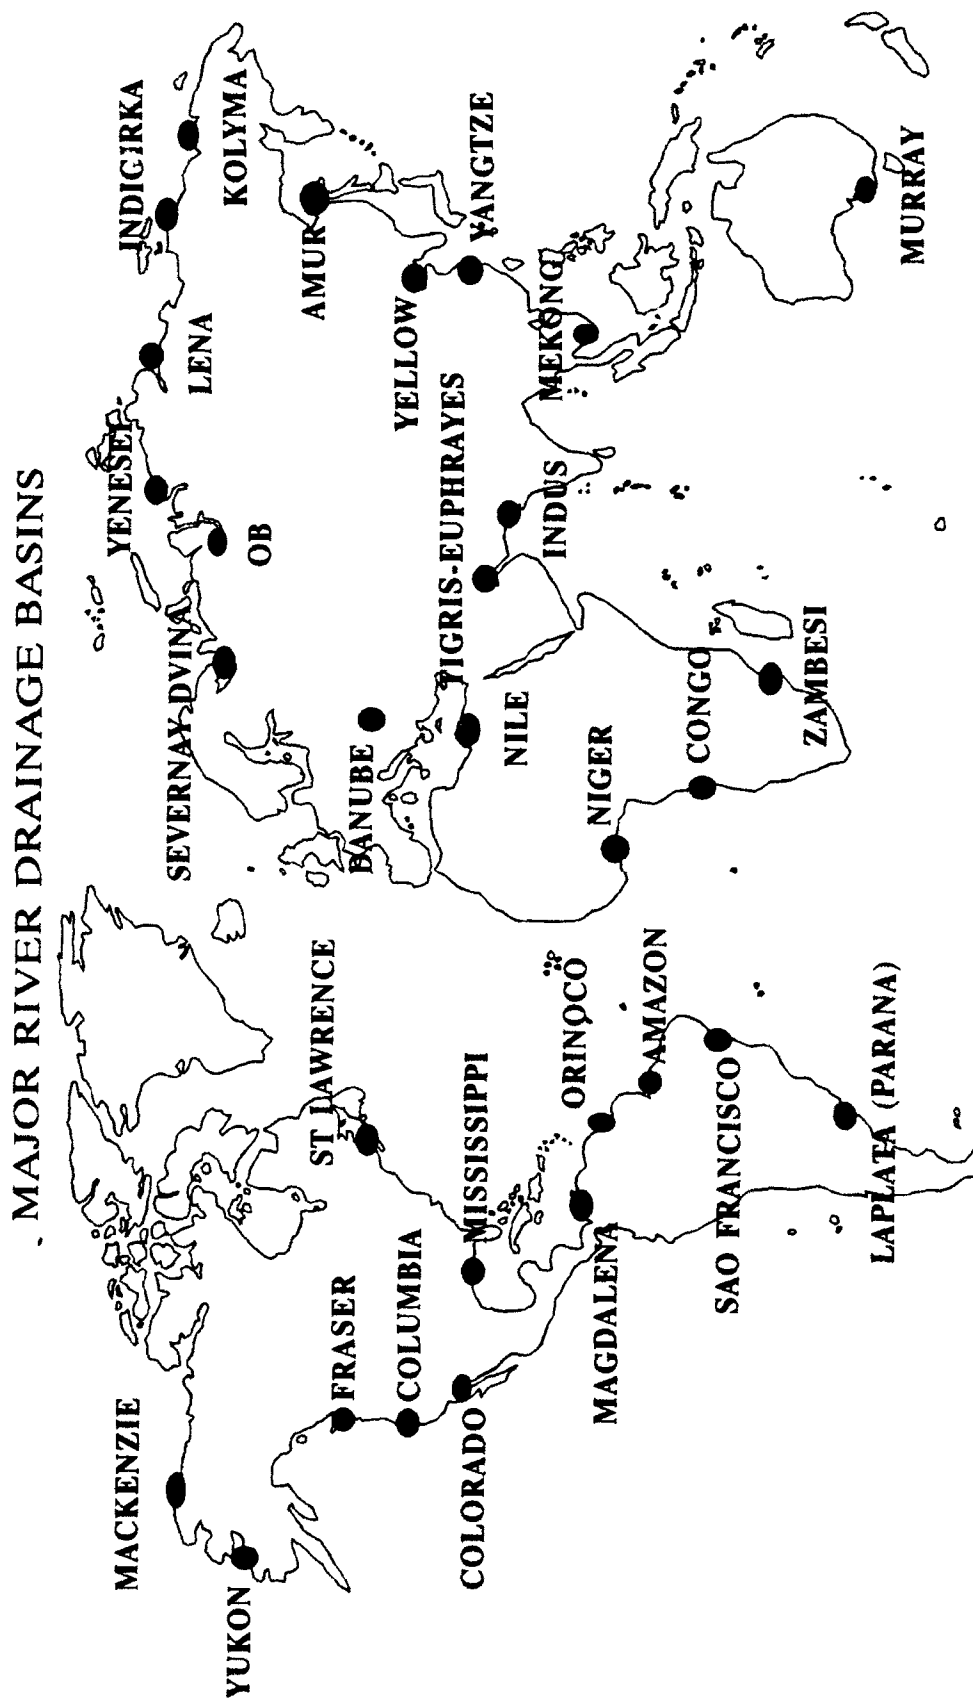 MAJOR RIVER DRAINAGE BASINS
MACKENZIE
YUKON
FRASER
COLUMBIA
COLORADO
ST LAWRENCE
MISSISSIPPI
MAGDALENA
ORINOCO
AMAZON
SAO FRANCISCO
LAPLATA (PARANA)
SEVERNAY DVINA
OB
YENESEI
LENA
INDIGIRKA
KOLYMA
AMUR
YELLOW
YANGTZE
MEKONG
DANUBE
TIGRIS-EUPHRAYES
INDUS
NILE
NIGER
CONGO
ZAMBESI
MURRAY